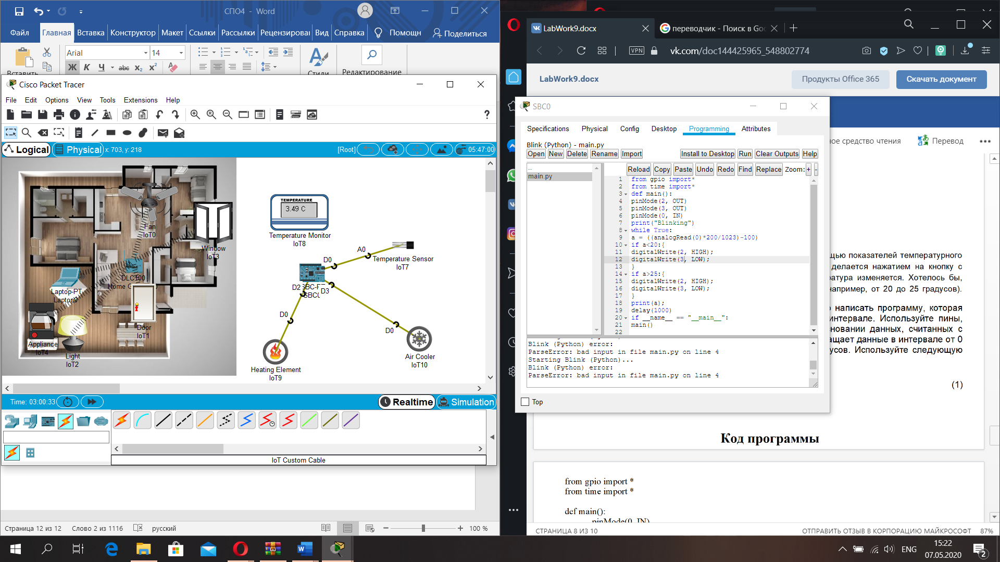 СПО4 - Word
Файл Главная Вставка Конструктор Макет Ссылки Рассылки Рецензировал Вид Справка Помощн Поделиться
Arial 14
Ж К Ч abc x₂ x²
Вставить Стили Редактирование
Cisco Packet Tracer
File Edit Options View Tools Extensions Help
?
Logical Physical x: 703, y: 218 [Root] 05:47:00
TEMPERATURE
3.49 C
Temperature Monitor
IoT8
Fan
IoT0
Window
IoT3
A0
D0
Temperature Sensor
IoT7
DLC100
Laptop-PT
Laptop0
D2 SBC-PT
SBC0 D3
D0
D0
Door
IoT1
Appliance
IoT4
Light
IoT2
Heating Element
IoT9
Air Cooler
IoT10
Time: 03:00:33 Realtime Simulation
IoT Custom Cable
Страница 12 из 12 Слово 2 из 1116 русский 100 %
LabWork9.docx переводчик - Поиск в Goo
VPN vk.com/doc144425965_548802774
LabWork9.docx Продукты Office 365 Скачать документ
ное средство чтения Перевод
SBC0
Specifications Physical Config Desktop Programming Attributes
Blink (Python) - main.py
Open New Delete Rename Import Install to Desktop Run Clear Outputs Help
..
main.py
Reload Copy Paste Undo Redo Find Replace Zoom: + -
1 from gpio import*
2 from time import*
3 def main():
4 pinMode(2, OUT)
5 pinMode(3, OUT)
6 pinMode(0, IN)
7 print("Blinking")
8 while True:
9 a = ((analogRead(0)*200/1023)-100)
10 if a<20:{
11 digitalWrite(2, HIGH);
12 digitalWrite(3, LOW);
13 }
14 if a>25:{
15 digitalWrite(2, HIGH);
16 digitalWrite(3, LOW);
17 }
18 print(a);
19 delay(1000)
20 if __name__ == "__main__":
21 main()
22
Blink (Python) error:
ParseError: bad input in file main.py on line 4
Starting Blink (Python)...
Blink (Python) error:
ParseError: bad input in file main.py on line 4
Top
щью показателей температурного
делается нажатием на кнопку с
ратура изменяется. Хотелось бы,
например, от 20 до 25 градусов).
о написать программу, которая
интервале. Используйте пины,
сновании данных, считанных с
ащает данные в интервале от 0
усов. Используйте следующую
(1)
Код программы
from gpio import *
from time import *
def main():
pinMode(0, IN)
СТРАНИЦА 8 ИЗ 10 ОТПРАВИТЬ ОТЗЫВ В КОРПОРАЦИЮ МАЙКРОСОФТ 87%
ENG 15:22
07.05.2020 2